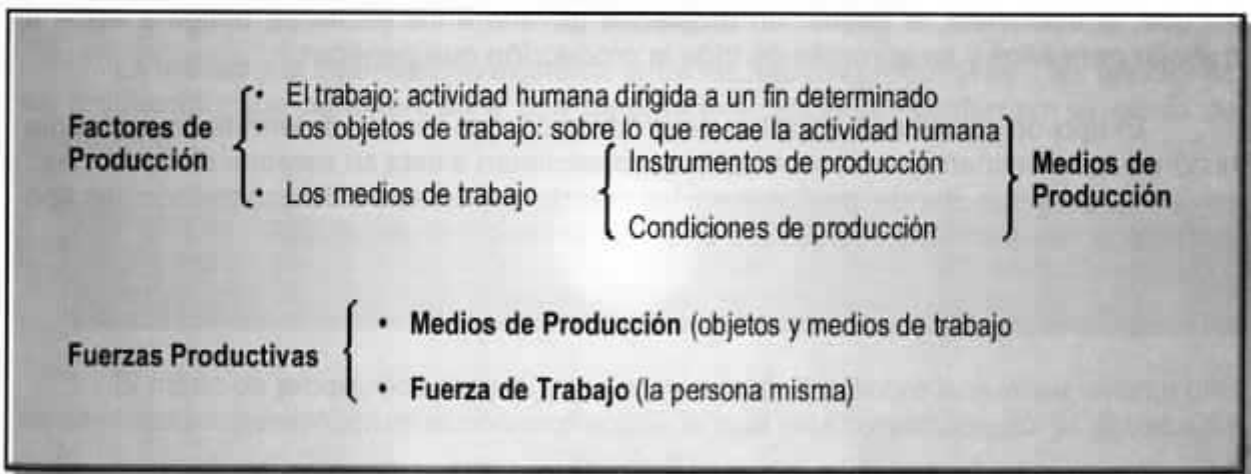 • El trabajo: actividad humana dirigida a un fin determinado
Factores de Producción
• Los objetos de trabajo: sobre lo que recae la actividad humana
• Los medios de trabajo
Instrumentos de producción
Condiciones de producción
Medios de Producción
Fuerzas Productivas
• Medios de Producción (objetos y medios de trabajo
• Fuerza de Trabajo (la persona misma)